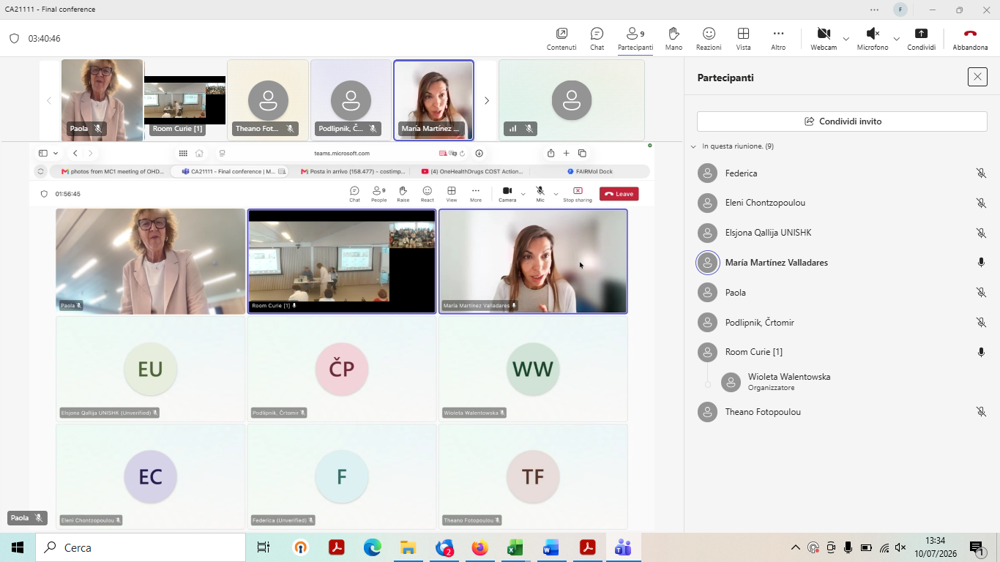 CA21111 - Final conference
F
03:40:46
Contenuti
Chat
9
Partecipanti
Mano
Reazioni
Vista
Altro
Webcam
Microfono
Condividi
Abbandona
Paola
Room Curie [1]
Theano Fot...
Podlipnik, Č...
María Martínez ...
teams.microsoft.com
photos from MC1 meeting of OHD...
CA21111 - Final conference | M...
Posta in arrivo (158.477) - costimp...
(4) OneHealthDrugs COST Action...
FAIRMol Dock
01:56:45
Chat
9
People
Raise
React
View
More
Camera
Mic
Stop sharing
Leave
Paola
Room Curie [1]
María Martínez Valladares
EU
Elsjona Qallija UNISHK (Unverified)
ČP
Podlipnik, Črtomir
WW
Wioleta Walentowska
EC
Eleni Chontzopoulou
F
Federica (Unverified)
TF
Theano Fotopoulou
Paola
Partecipanti
Condividi invito
In questa riunione. (9)
Federica
Eleni Chontzopoulou
Elsjona Qallija UNISHK
María Martínez Valladares
Paola
Podlipnik, Črtomir
Room Curie [1]
Wioleta Walentowska
Organizzatore
Theano Fotopoulou
Cerca
2
13:34
10/07/2026
1